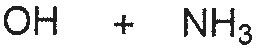 OH + NH₃